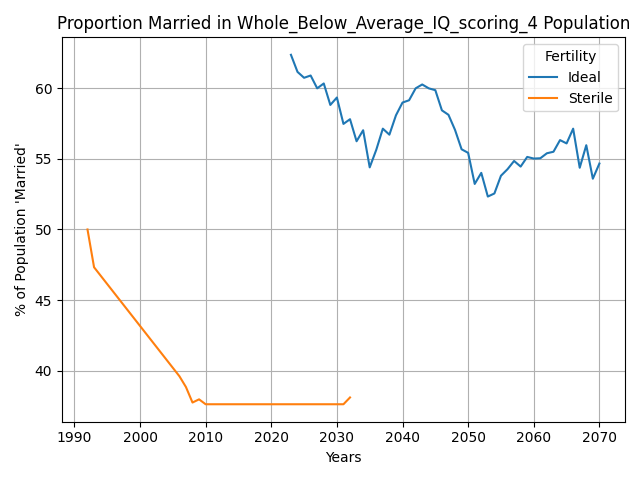 Proportion Married in Whole_Below_Average_IQ_scoring_4 Population
Fertility
Ideal
Sterile
% of Population 'Married'
60
55
50
45
40
1990 2000 2010 2020 2030 2040 2050 2060 2070
Years